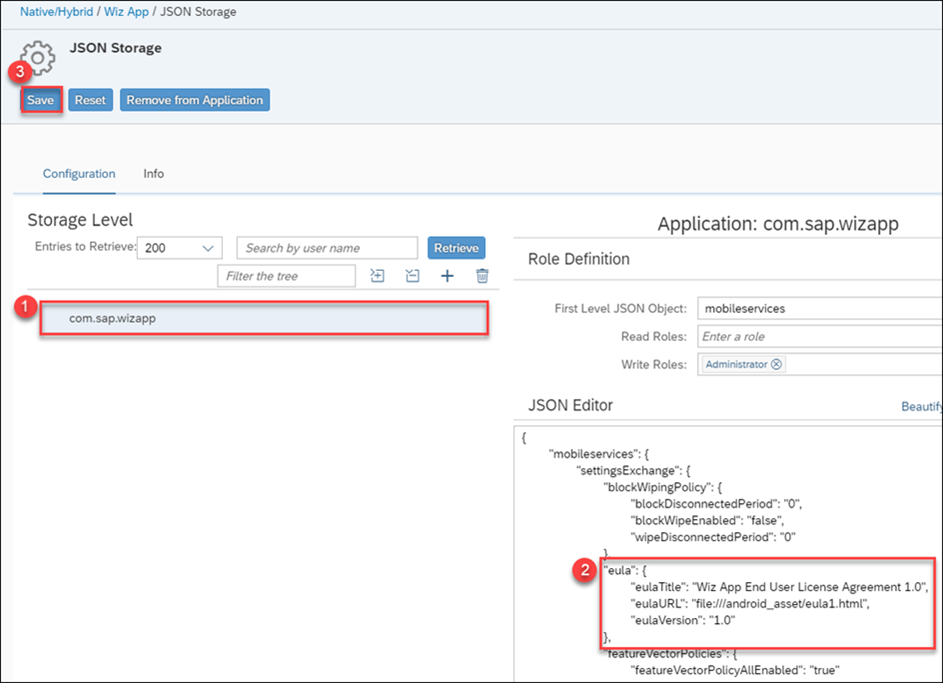 Native/Hybrid / Wiz App / JSON Storage
JSON Storage
3
Save Reset Remove from Application
Configuration Info
Storage Level
Entries to Retrieve: 200 Search by user name Retrieve
Filter the tree
1
com.sap.wizapp
Application: com.sap.wizapp
Role Definition
First Level JSON Object: mobileservices
Read Roles: Enter a role
Write Roles: Administrator
JSON Editor Beautify
{
"mobileservices": {
"settingsExchange": {
"blockWipingPolicy": {
"blockDisconnectedPeriod": "0",
"blockWipeEnabled": "false",
"wipeDisconnectedPeriod": "0"
},
2
"eula": {
"eulaTitle": "Wiz App End User License Agreement 1.0",
"eulaURL": "file:///android_asset/eula1.html",
"eulaVersion": "1.0"
},
"featureVectorPolicies": {
"featureVectorPolicyAllEnabled": "true"